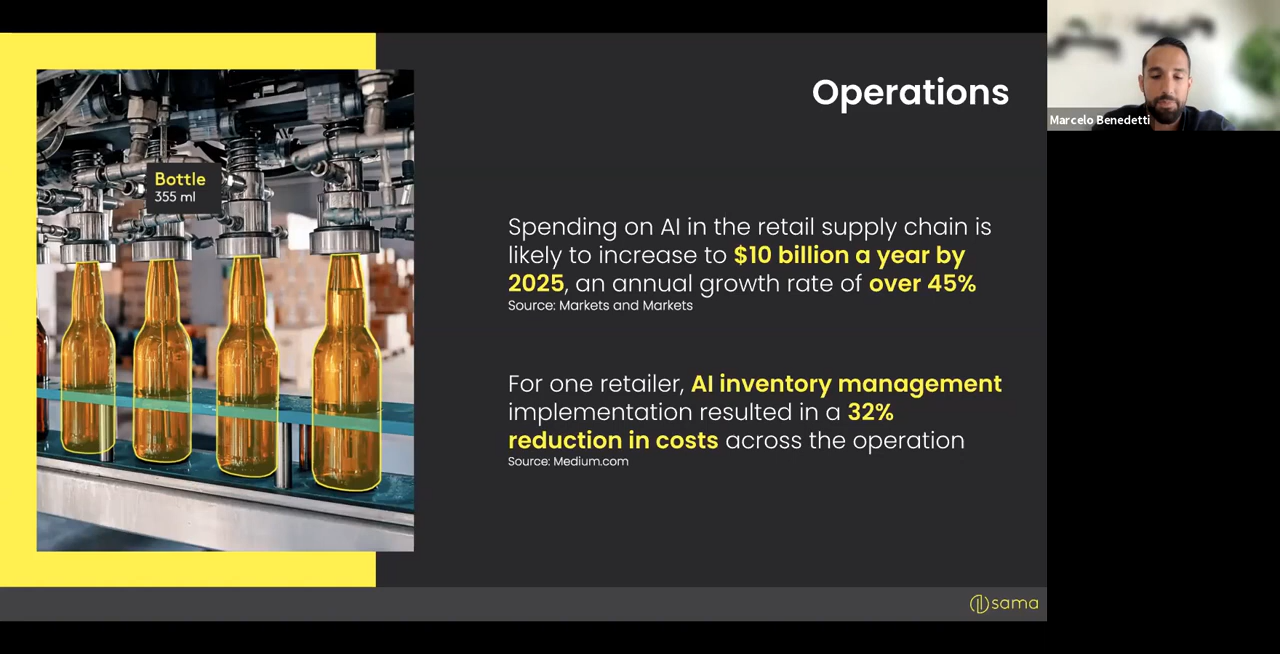 Operations
Marcelo Benedetti
Bottle
355 ml
Spending on AI in the retail supply chain is
likely to increase to $10 billion a year by
2025, an annual growth rate of over 45%
Source: Markets and Markets
For one retailer, AI inventory management
implementation resulted in a 32%
reduction in costs across the operation
Source: Medium.com
sama